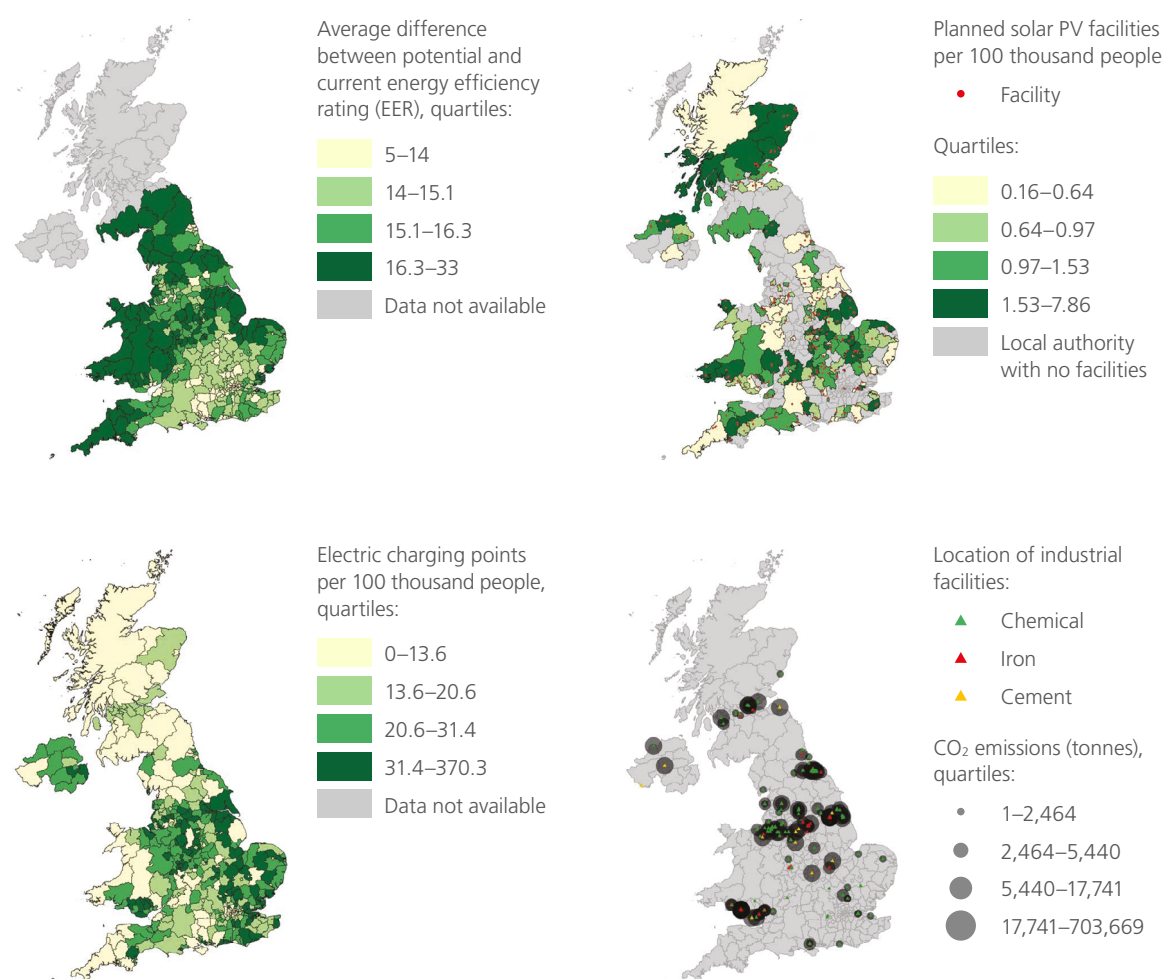 Average difference
between potential and
current energy efficiency
rating (EER), quartiles:
5–14
14–15.1
15.1–16.3
16.3–33
Data not available
Planned solar PV facilities
per 100 thousand people
Facility
Quartiles:
0.16–0.64
0.64–0.97
0.97–1.53
1.53–7.86
Local authority
with no facilities
Electric charging points
per 100 thousand people,
quartiles:
0–13.6
13.6–20.6
20.6–31.4
31.4–370.3
Data not available
Location of industrial
facilities:
Chemical
Iron
Cement
CO₂ emissions (tonnes),
quartiles:
1–2,464
2,464–5,440
5,440–17,741
17,741–703,669